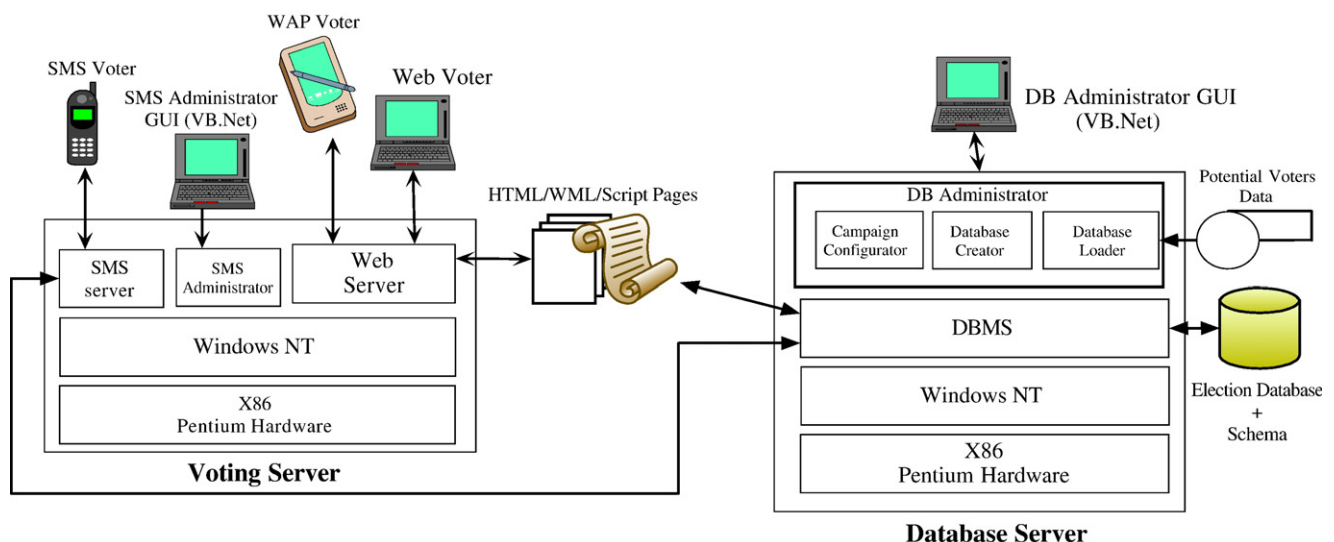 WAP Voter
SMS Voter
Web Voter
SMS Administrator
GUI (VB.Net)
DB Administrator GUI
(VB.Net)
HTML/WML/Script Pages
DB Administrator
Potential Voters
Data
Campaign
Configurator
Database
Creator
Database
Loader
SMS
server
SMS
Administrator
Web
Server
Windows NT
X86
Pentium Hardware
Voting Server
DBMS
Windows NT
X86
Pentium Hardware
Database Server
Election Database
+
Schema